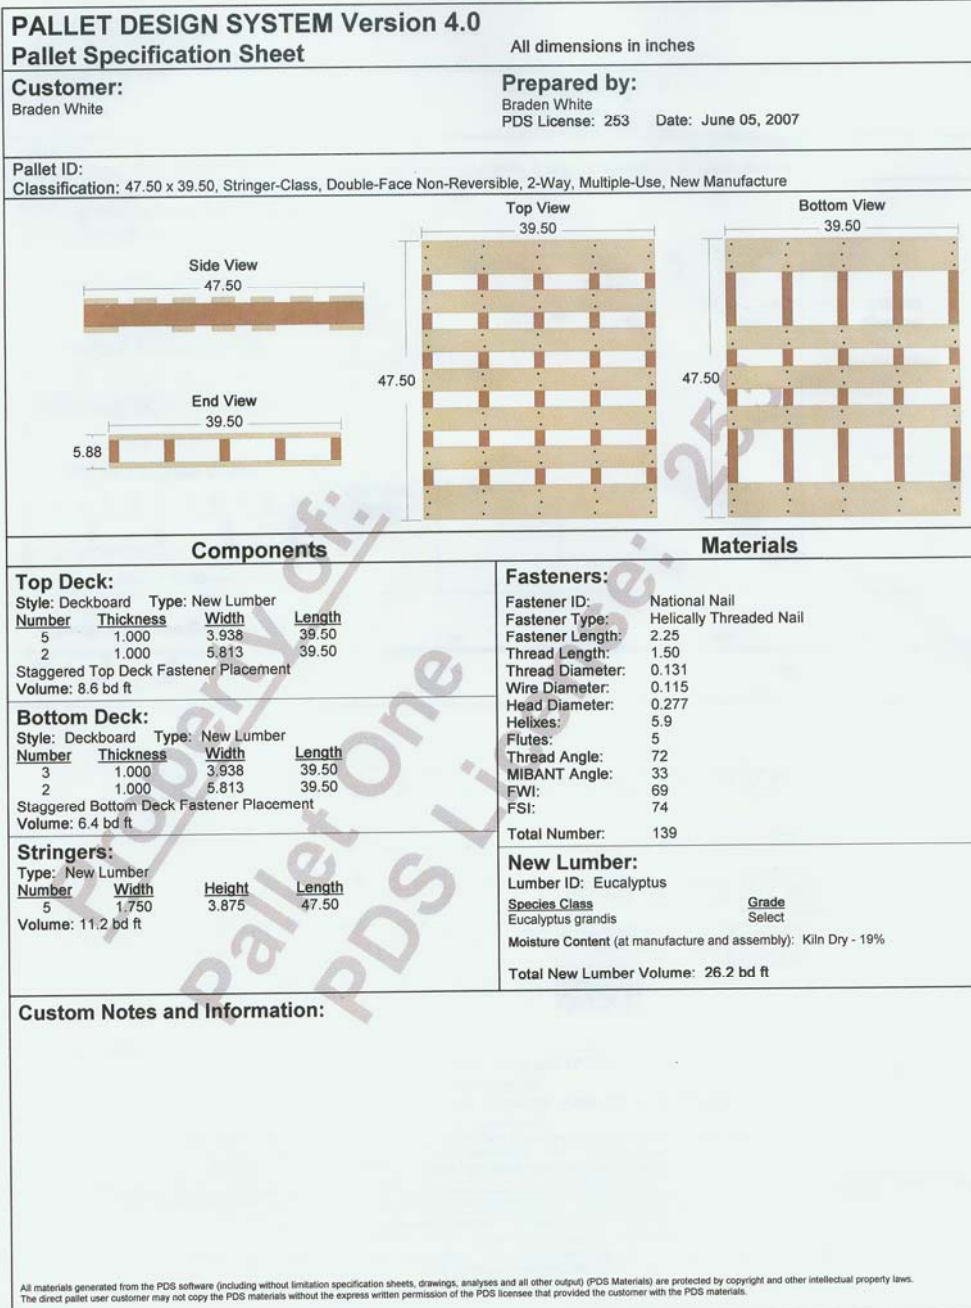 PALLET DESIGN SYSTEM Version 4.0
Pallet Specification Sheet
All dimensions in inches
Customer:
Braden White
Prepared by:
Braden White
PDS License: 253 Date: June 05, 2007
Pallet ID:
Classification: 47.50 x 39.50, Stringer-Class, Double-Face Non-Reversible, 2-Way, Multiple-Use, New Manufacture
Side View
47.50
End View
39.50
5.88
Top View
39.50
47.50
Bottom View
39.50
47.50
Components
Top Deck:
Style: Deckboard Type: New Lumber
Number Thickness Width Length
5 1.000 3.938 39.50
2 1.000 5.813 39.50
Staggered Top Deck Fastener Placement
Volume: 8.6 bd ft
Bottom Deck:
Style: Deckboard Type: New Lumber
Number Thickness Width Length
3 1.000 3.938 39.50
2 1.000 5.813 39.50
Staggered Bottom Deck Fastener Placement
Volume: 6.4 bd ft
Stringers:
Type: New Lumber
Number Width Height Length
5 1.750 3.875 47.50
Volume: 11.2 bd ft
Materials
Fasteners:
Fastener ID: National Nail
Fastener Type: Helically Threaded Nail
Fastener Length: 2.25
Thread Length: 1.50
Thread Diameter: 0.131
Wire Diameter: 0.115
Head Diameter: 0.277
Helixes: 5.9
Flutes: 5
Thread Angle: 72
MIBANT Angle: 33
FWI: 69
FSI: 74
Total Number: 139
New Lumber:
Lumber ID: Eucalyptus
Species Class Grade
Eucalyptus grandis Select
Moisture Content (at manufacture and assembly): Kiln Dry - 19%
Total New Lumber Volume: 26.2 bd ft
Custom Notes and Information:
Property of:
Pallet One
PDS License: 253
All materials generated from the PDS software (including without limitation specification sheets, drawings, analyses and all other output) (PDS Materials) are protected by copyright and other intellectual property laws.
The direct pallet user customer may not copy the PDS materials without the express written permission of the PDS licensee that provided the customer with the PDS materials.